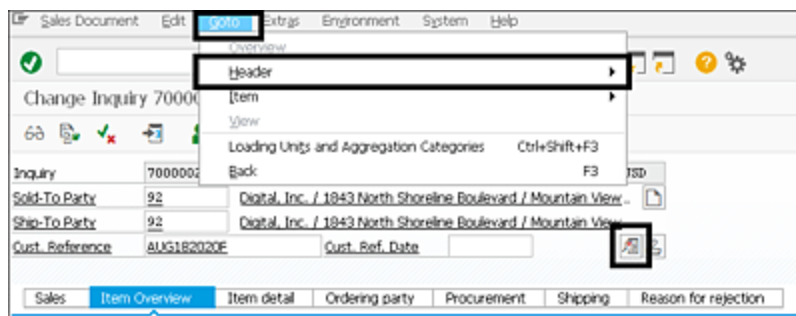 Sales Document Edit Goto Extras Environment System Help
Overview
Header
Change Inquiry 70000
Item
View
Loading Units and Aggregation Categories Ctrl+Shift+F3
Inquiry 7000002 Back F3 USD
Sold-To Party 92 Digital, Inc. / 1843 North Shoreline Boulevard / Mountain View..
Ship-To Party 92 Digital, Inc. / 1843 North Shoreline Boulevard / Mountain View
Cust. Reference AUG182020F Cust. Ref. Date
Sales Item Overview Item detail Ordering party Procurement Shipping Reason for rejection